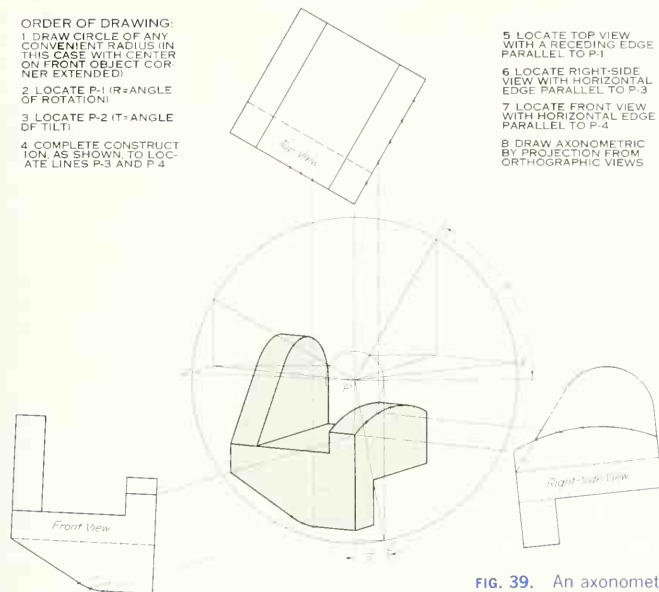 ORDER OF DRAWING:
1 DRAW CIRCLE OF ANY
CONVENIENT RADIUS (IN
THIS CASE WITH CENTER
ON FRONT OBJECT COR-
NER EXTENDED)
2 LOCATE P-1 (R=ANGLE
OF ROTATION)
3 LOCATE P-2 (T=ANGLE
OF TILT)
4 COMPLETE CONSTRUCT
ION, AS SHOWN, TO LOC-
ATE LINES P-3 AND P 4
5 LOCATE TOP VIEW
WITH A RECEDING EDGE
PARALLEL TO P-1
6 LOCATE RIGHT-SIDE
VIEW WITH HORIZONTAL
EDGE PARALLEL TO P-3
7 LOCATE FRONT VIEW
WITH HORIZONTAL EDGE
PARALLEL TO P-4
8 DRAW AXONOMETRIC
BY PROJECTION FROM
ORTHOGRAPHIC VIEWS
Top View
Front View
Right-Side View
FIG. 39. An axonomet